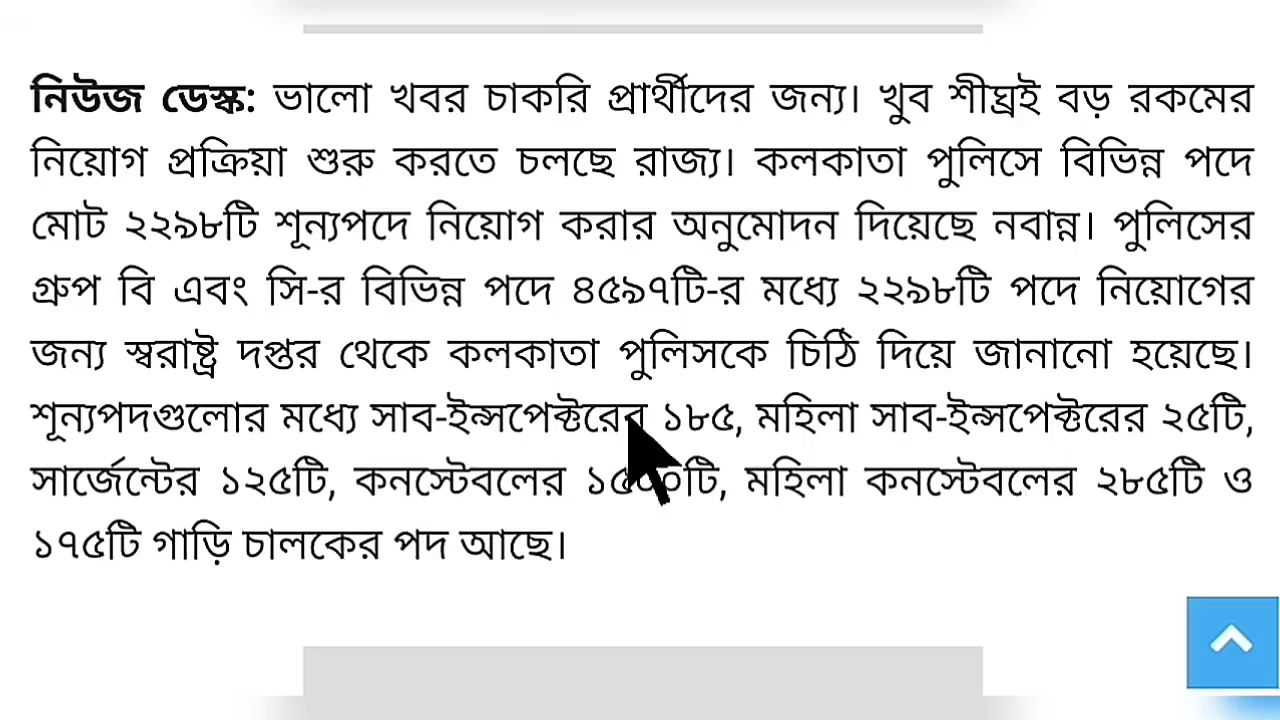 নিউজ ডেস্ক: ভালো খবর চাকরি প্রার্থীদের জন্য। খুব শীঘ্রই বড় রকমের
নিয়োগ প্রক্রিয়া শুরু করতে চলছে রাজ্য। কলকাতা পুলিসে বিভিন্ন পদে
মোট ২২৯৮টি শূন্যপদে নিয়োগ করার অনুমোদন দিয়েছে নবান্ন। পুলিসের
গ্রুপ বি এবং সি-র বিভিন্ন পদে ৪৫৯৭টি-র মধ্যে ২২৯৮টি পদে নিয়োগের
জন্য স্বরাষ্ট্র দপ্তর থেকে কলকাতা পুলিসকে চিঠি দিয়ে জানানো হয়েছে।
শূন্যপদগুলোর মধ্যে সাব-ইন্সপেক্টরের ১৮৫, মহিলা সাব-ইন্সপেক্টরের ২৫টি,
সার্জেন্টের ১২৫টি, কনস্টেবলের ১৫০০টি, মহিলা কনস্টেবলের ২৮৫টি ও
১৭৫টি গাড়ি চালকের পদ আছে।